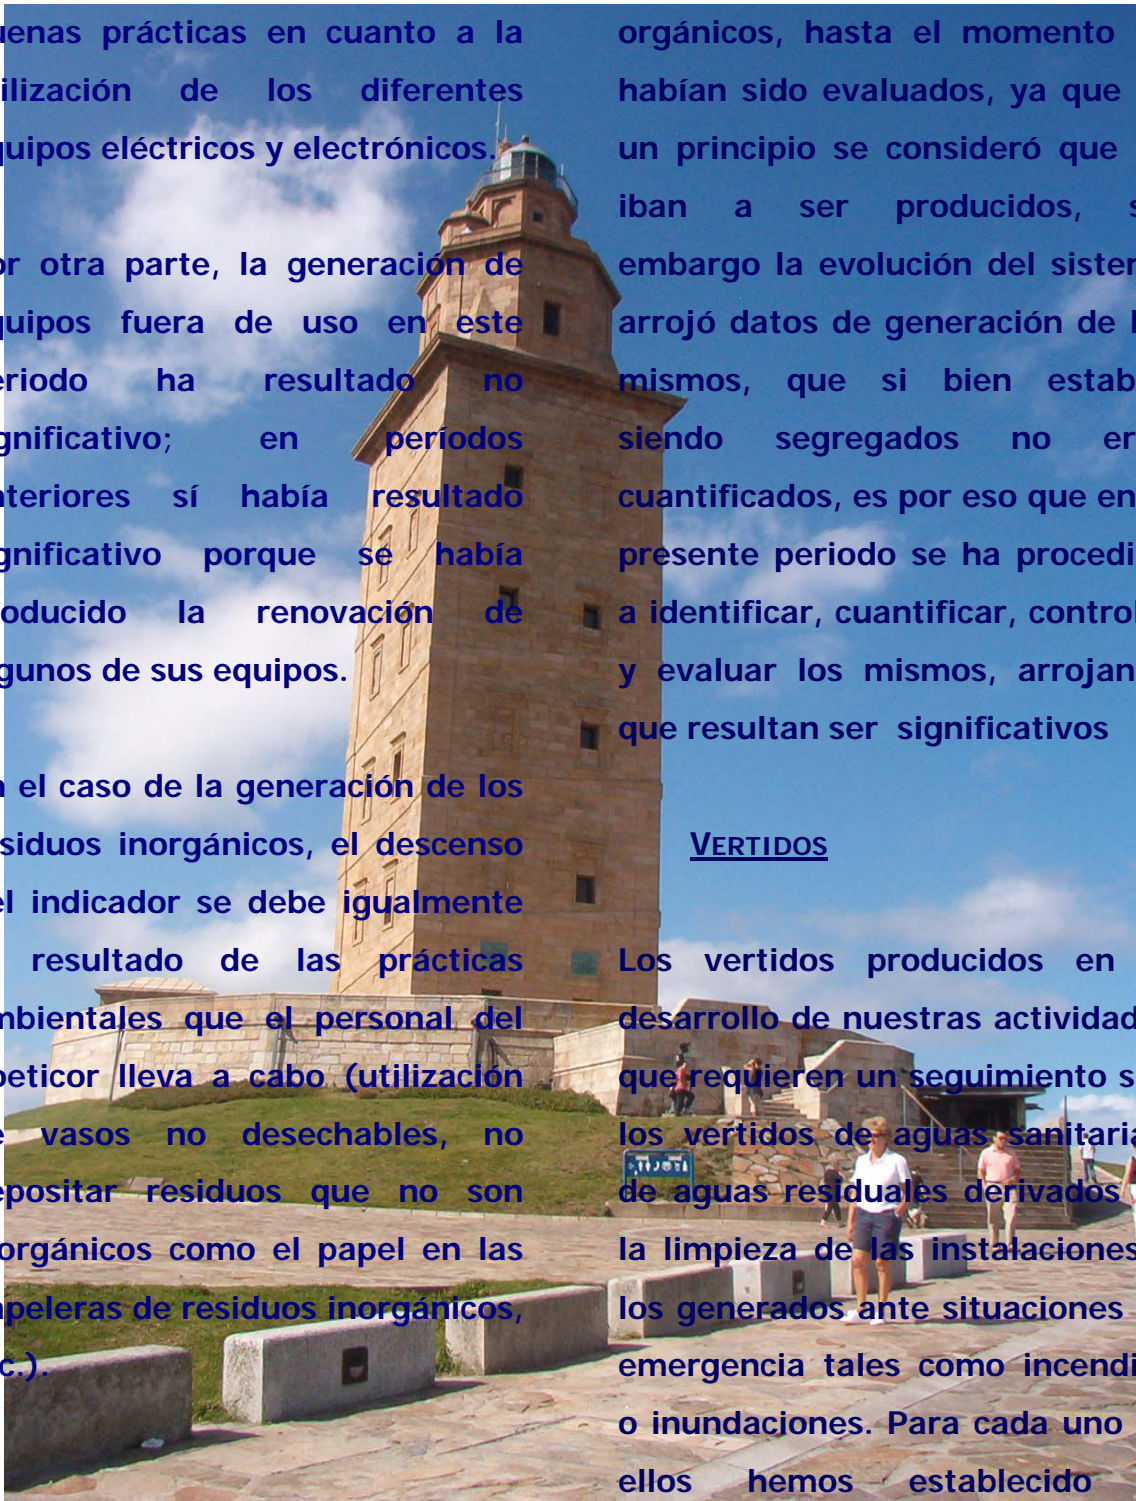 uenas prácticas en cuanto a la
ilización de los diferentes
quipos eléctricos y electrónicos.
or otra parte, la generación de
quipos fuera de uso en este
eriodo ha resultado no
gnificativo; en períodos
nteriores sí había resultado
gnificativo porque se había
oducido la renovación de
gunos de sus equipos.
n el caso de la generación de los
siduos inorgánicos, el descenso
el indicador se debe igualmente
resultado de las prácticas
mbientales que el personal del
peticor lleva a cabo (utilización
e vasos no desechables, no
epositar residuos que no son
orgánicos como el papel en las
apeleras de residuos inorgánicos,
c.).
orgánicos, hasta el momento
habían sido evaluados, ya que
un principio se consideró que
iban a ser producidos, s
embargo la evolución del sister
arrojó datos de generación de l
mismos, que si bien estab
siendo segregados no er
cuantificados, es por eso que en
presente periodo se ha procedi
a identificar, cuantificar, control
y evaluar los mismos, arrojan
que resultan ser significativos
VERTIDOS
Los vertidos producidos en
desarrollo de nuestras actividad
que requieren un seguimiento s
los vertidos de aguas sanitaria
de aguas residuales derivados
la limpieza de las instalaciones
los generados ante situaciones
emergencia tales como incendi
o inundaciones. Para cada uno
ellos hemos establecido